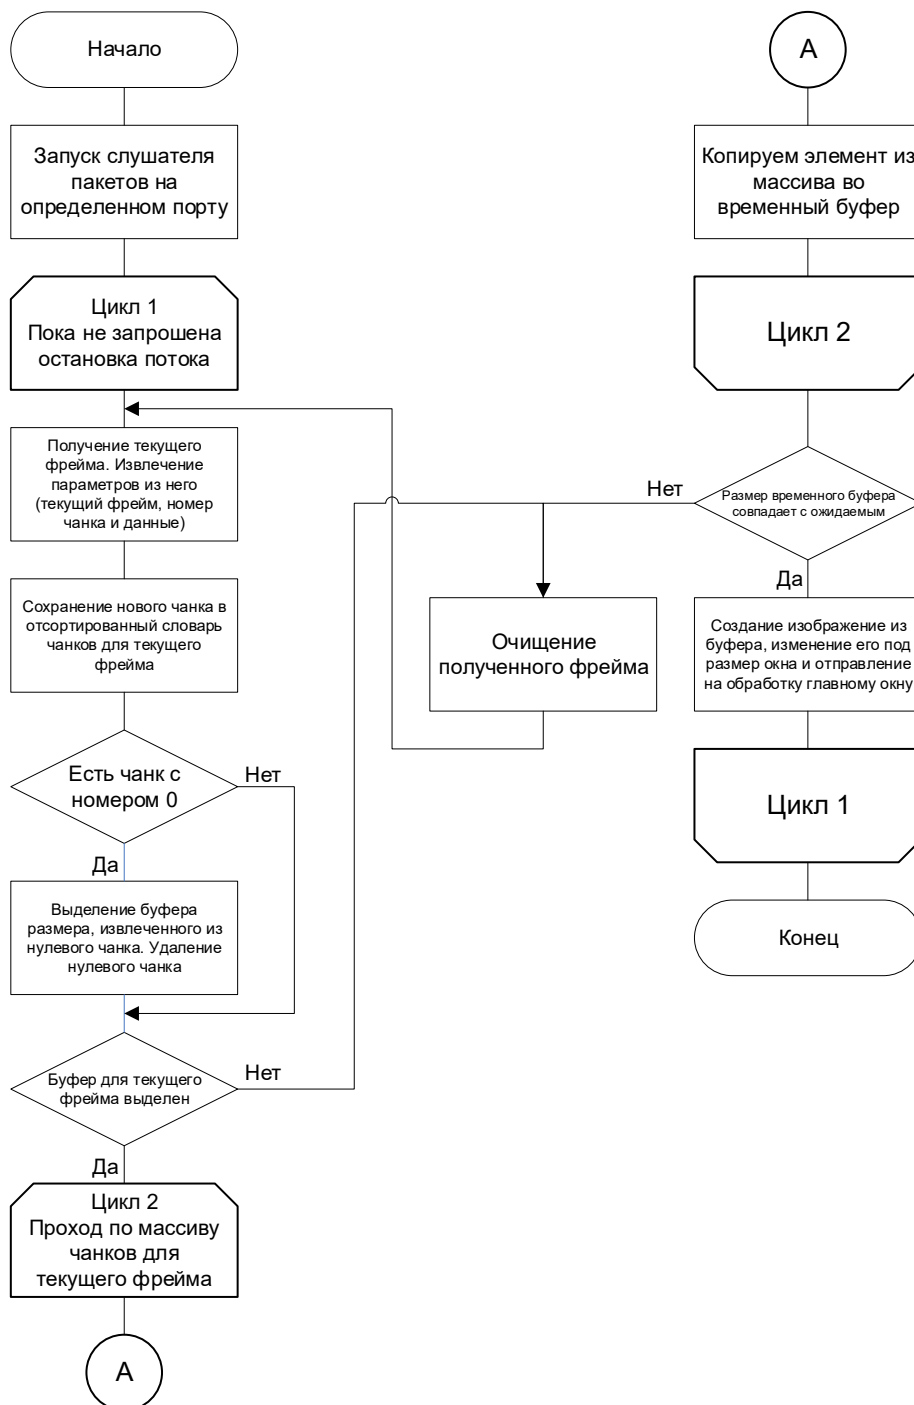 Начало
Запуск слушателя
пакетов на
определенном порту
Цикл 1
Пока не запрошена
остановка потока
Получение текущего
фрейма. Извлечение
параметров из него
(текущий фрейм, номер
чанка и данные)
Сохранение нового чанка в
отсортированный словарь
чанков для текущего
фрейма
Есть чанк с
номером 0
Нет
Да
Выделение буфера
размера, извлеченного из
нулевого чанка. Удаление
нулевого чанка
Буфер для текущего
фрейма выделен
Нет
Да
Цикл 2
Проход по массиву
чанков для
текущего фрейма
А
А
Копируем элемент из
массива во
временный буфер
Цикл 2
Размер временного буфера
совпадает с ожидаемым
Нет
Да
Очищение
полученного фрейма
Создание изображение из
буфера, изменение его под
размер окна и отправление
на обработку главному окну
Цикл 1
Конец